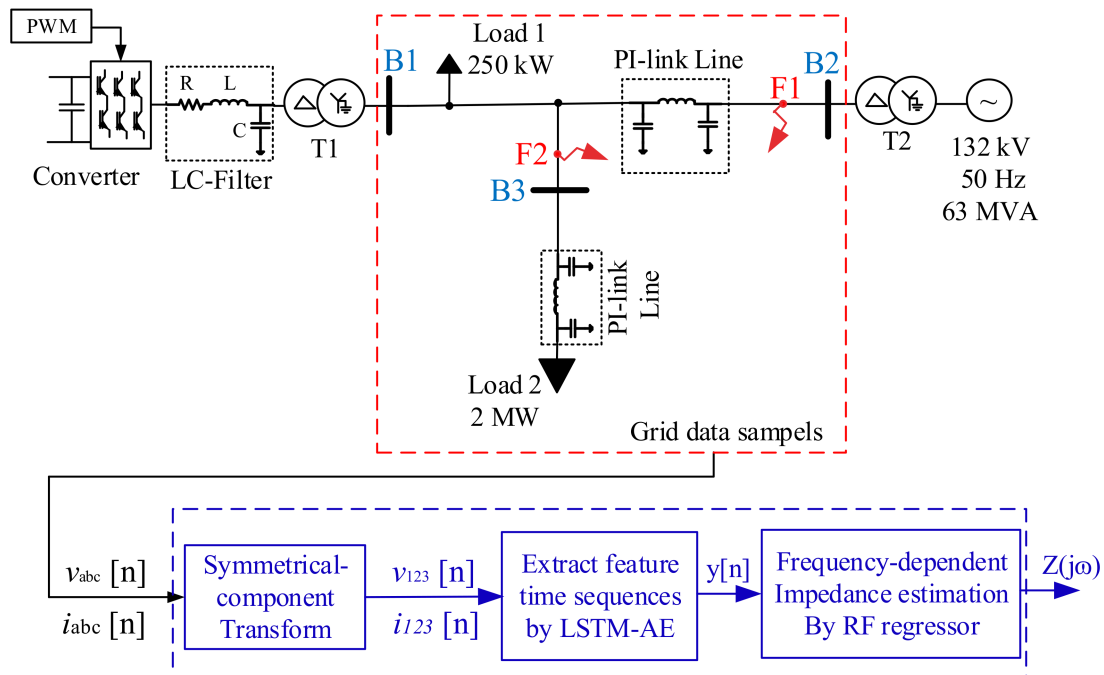 PWM
R
L
C
Converter
LC-Filter
T1
B1
Load 1
250 kW
PI-link Line
F1
B2
T2
~
132 kV
50 Hz
63 MVA
F2
B3
PI-link
Line
Load 2
2 MW
Grid data sampels
vabc [n]
iabc [n]
Symmetrical-
component
Transform
v123 [n]
i123 [n]
Extract feature
time sequences
by LSTM-AE
y[n]
Frequency-dependent
Impedance estimation
By RF regressor
Z(jω)